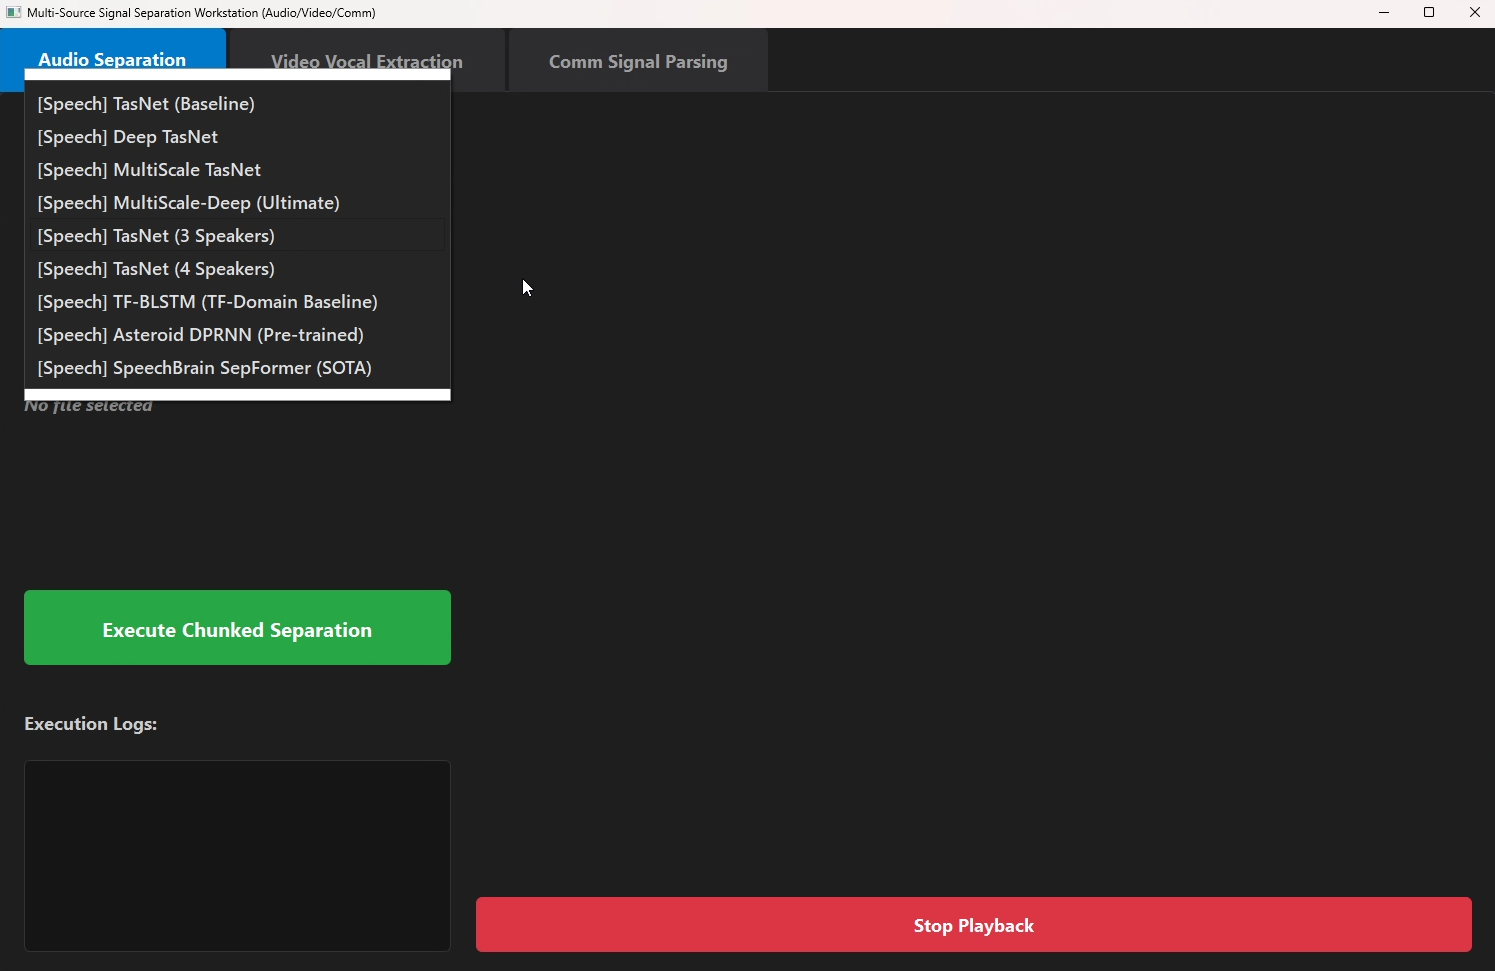 Multi-Source Signal Separation Workstation (Audio/Video/Comm)
Audio Separation
Video Vocal Extraction
Comm Signal Parsing
[Speech] TasNet (Baseline)
[Speech] Deep TasNet
[Speech] MultiScale TasNet
[Speech] MultiScale-Deep (Ultimate)
[Speech] TasNet (3 Speakers)
[Speech] TasNet (4 Speakers)
[Speech] TF-BLSTM (TF-Domain Baseline)
[Speech] Asteroid DPRNN (Pre-trained)
[Speech] SpeechBrain SepFormer (SOTA)
No file selected
Execute Chunked Separation
Execution Logs:
Stop Playback